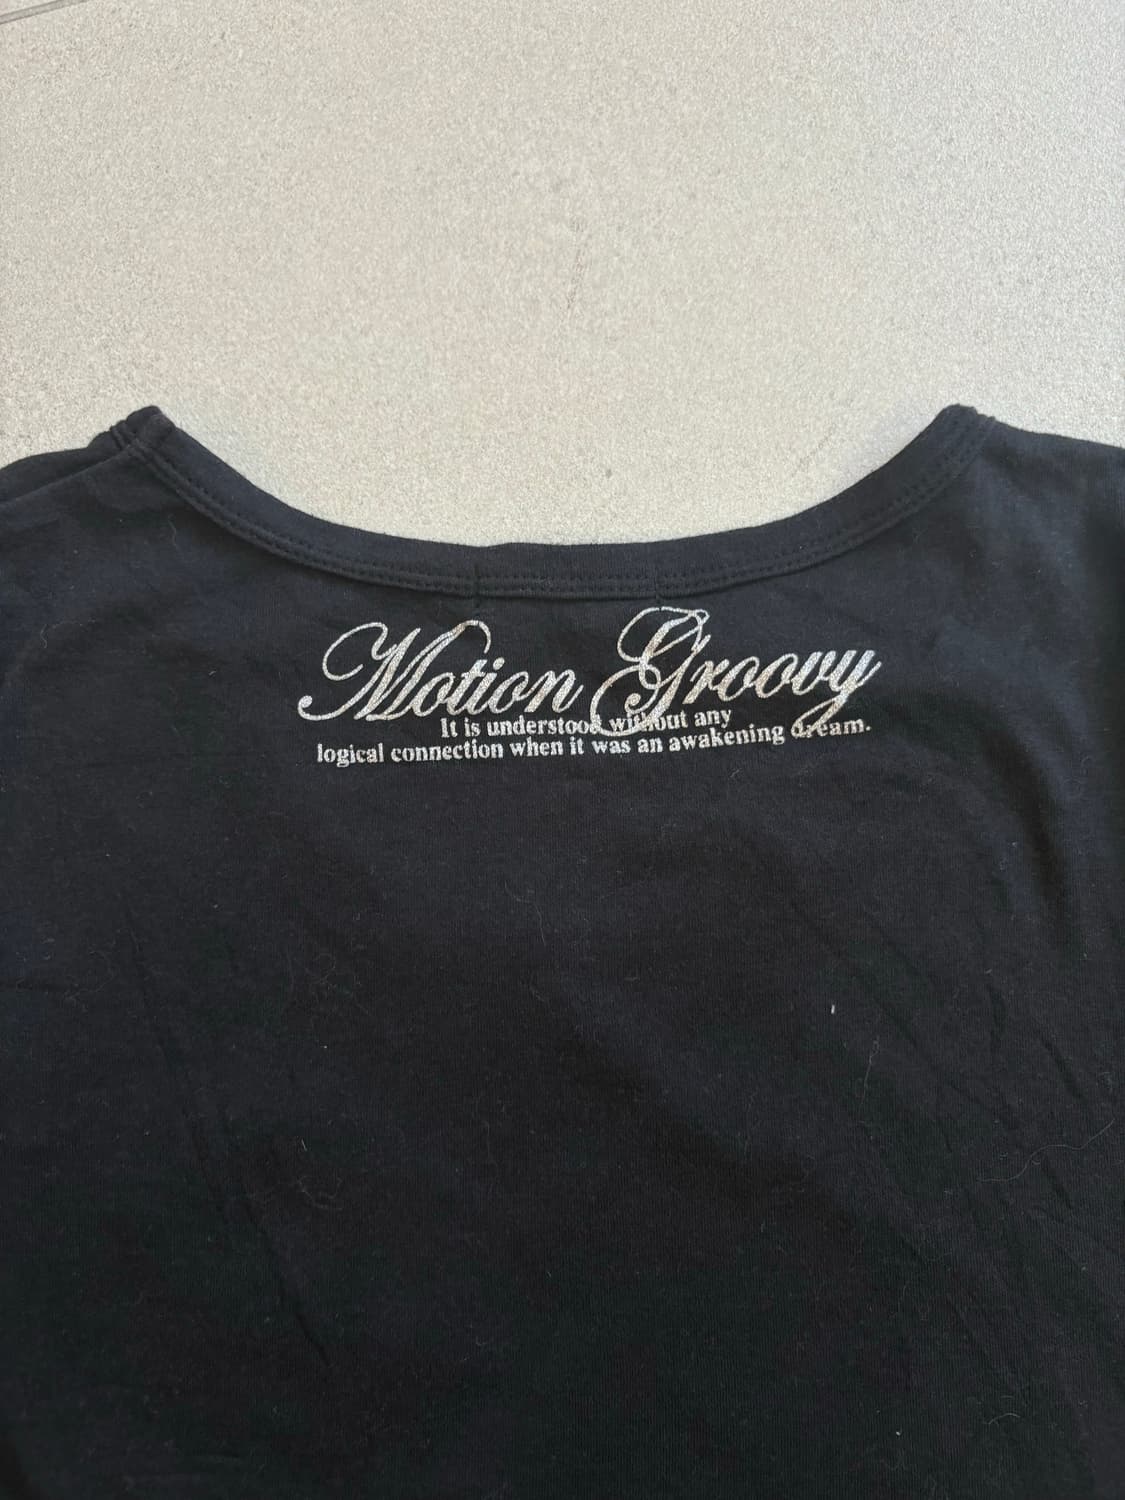 Motion Groovy
It is understood without any
logical connection when it was an awakening dream.